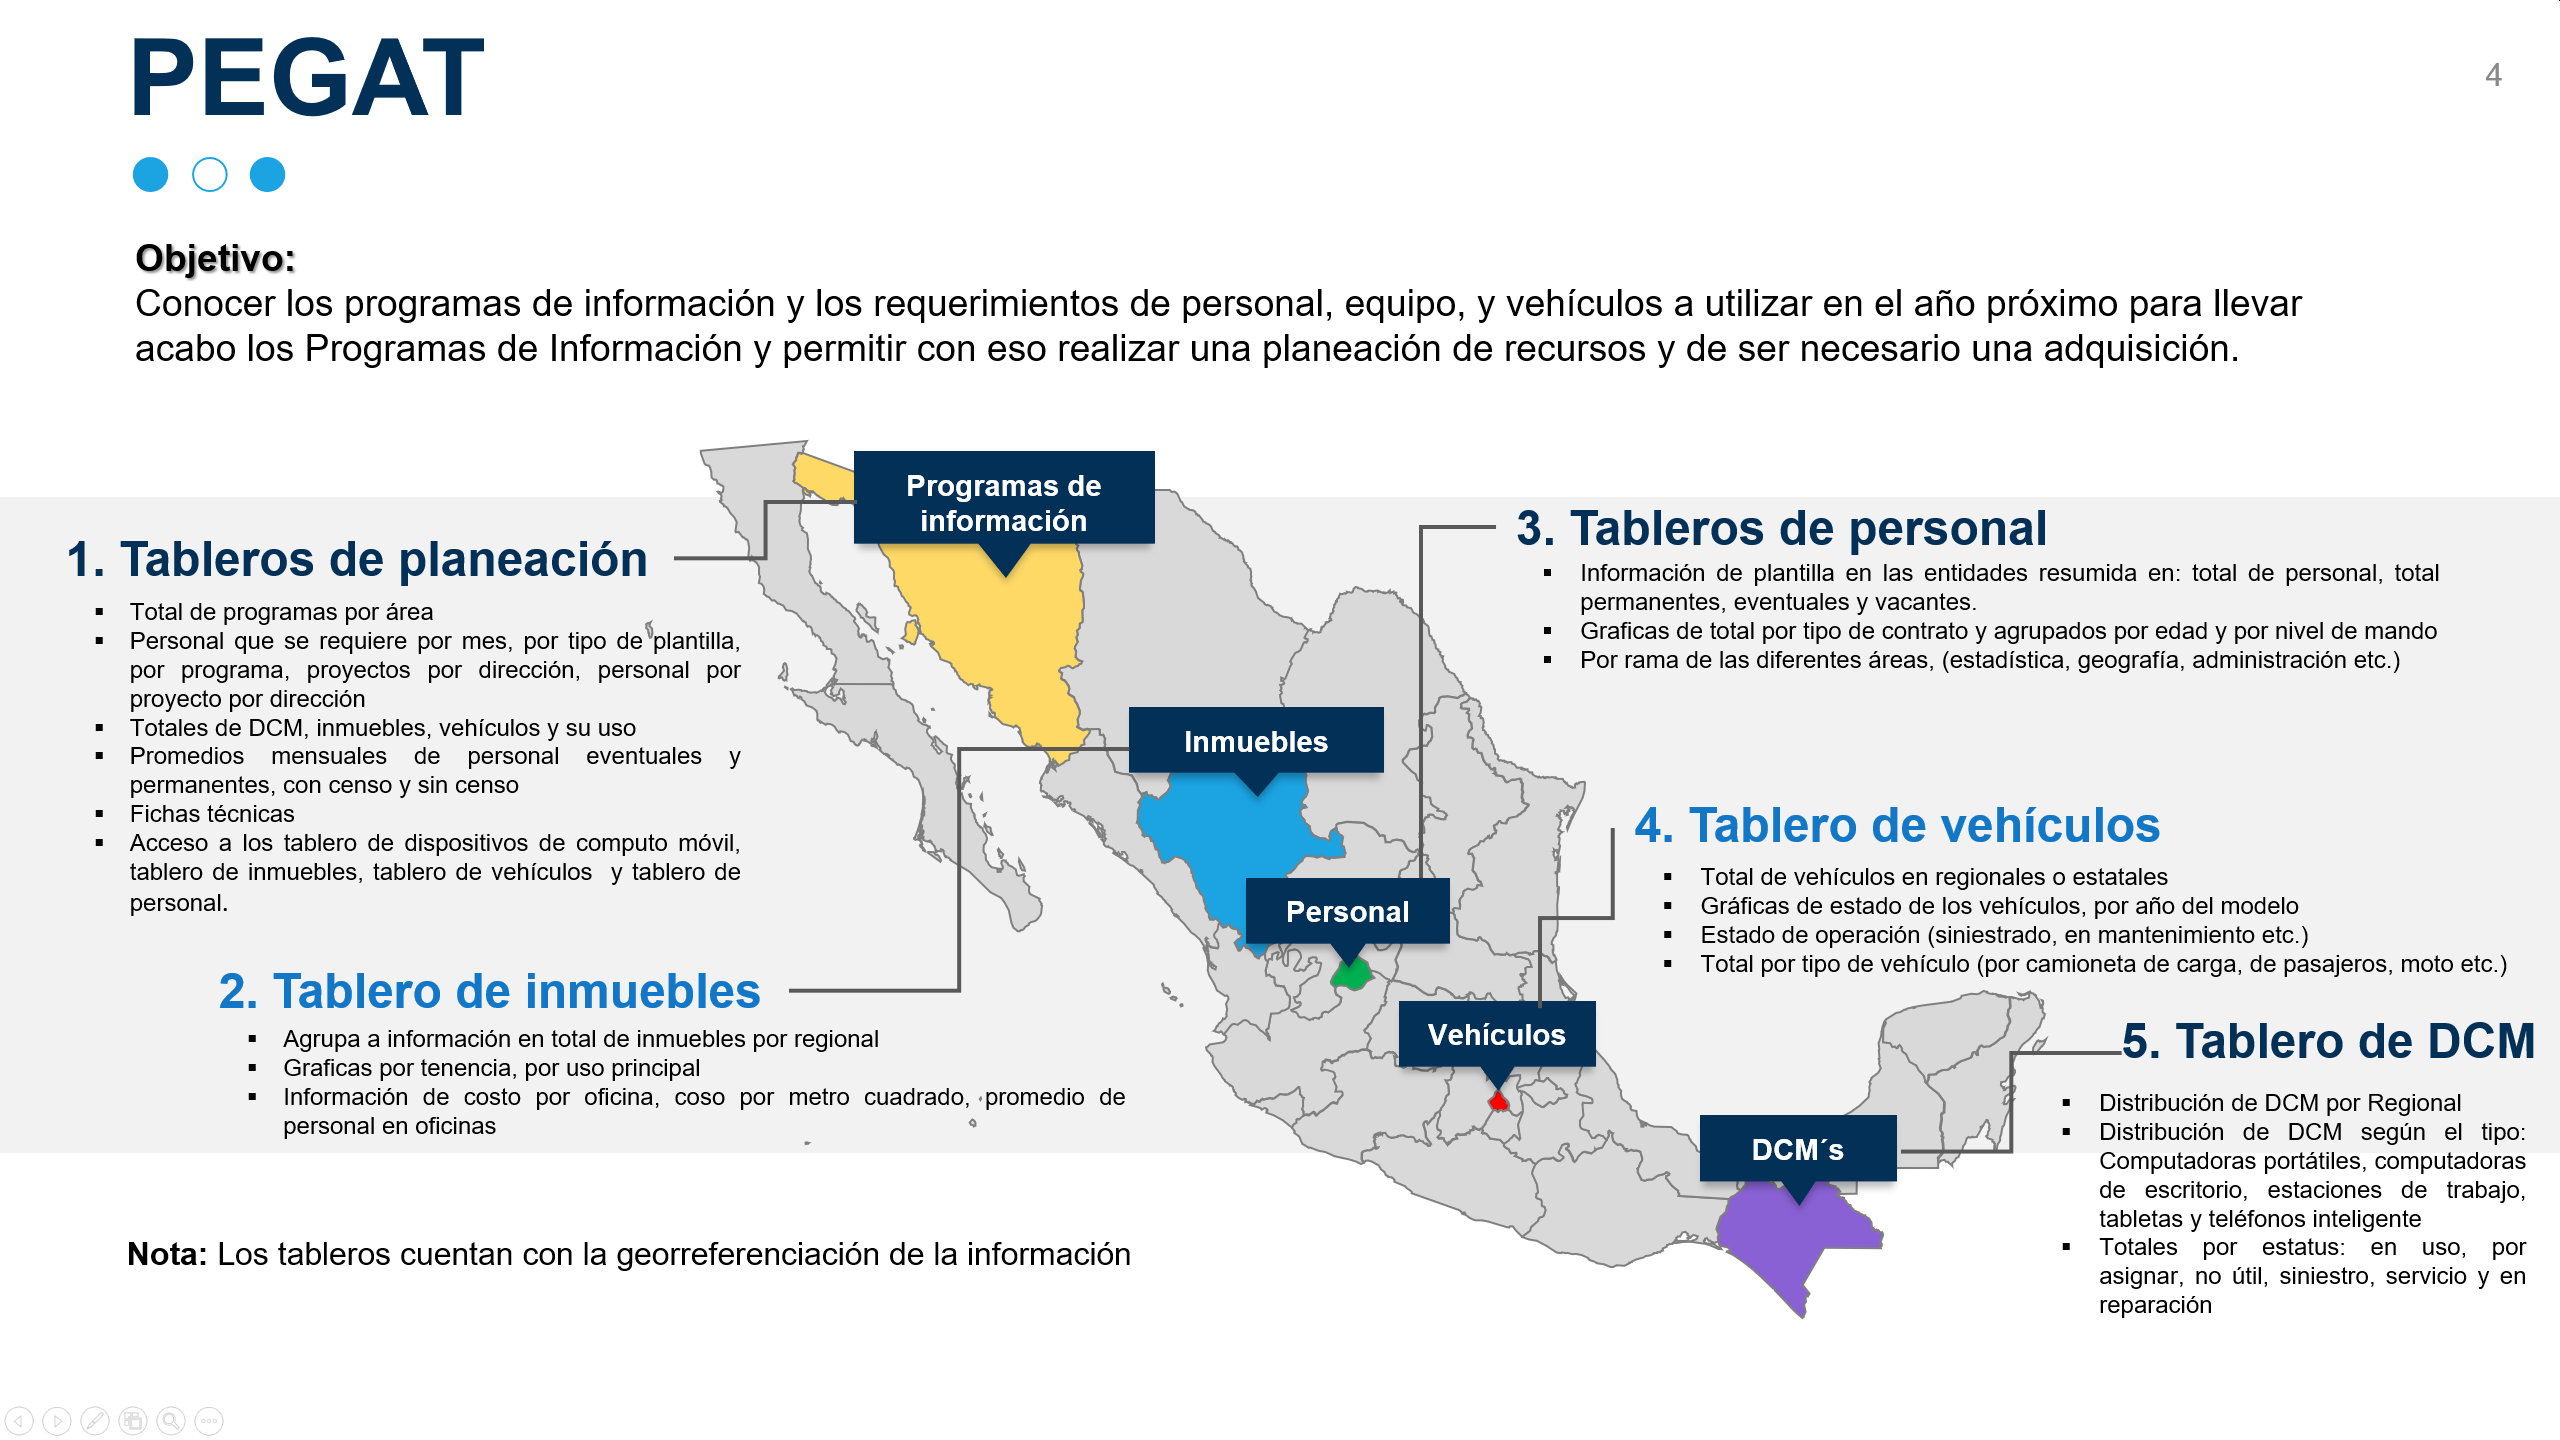 PEGAT
4
Objetivo:
Conocer los programas de información y los requerimientos de personal, equipo, y vehículos a utilizar en el año próximo para llevar
acabo los Programas de Información y permitir con eso realizar una planeación de recursos y de ser necesario una adquisición.
Programas de
información
1. Tableros de planeación
▪ Total de programas por área
▪ Personal que se requiere por mes, por tipo de plantilla,
por programa, proyectos por dirección, personal por
proyecto por dirección
▪ Totales de DCM, inmuebles, vehículos y su uso
▪ Promedios mensuales de personal eventuales y
permanentes, con censo y sin censo
▪ Fichas técnicas
▪ Acceso a los tablero de dispositivos de computo móvil,
tablero de inmuebles, tablero de vehículos y tablero de
personal.
Inmuebles
2. Tablero de inmuebles
▪ Agrupa a información en total de inmuebles por regional
▪ Graficas por tenencia, por uso principal
▪ Información de costo por oficina, coso por metro cuadrado, promedio de
personal en oficinas
Personal
3. Tableros de personal
▪ Información de plantilla en las entidades resumida en: total de personal, total
permanentes, eventuales y vacantes.
▪ Graficas de total por tipo de contrato y agrupados por edad y por nivel de mando
▪ Por rama de las diferentes áreas, (estadística, geografía, administración etc.)
Vehículos
4. Tablero de vehículos
▪ Total de vehículos en regionales o estatales
▪ Gráficas de estado de los vehículos, por año del modelo
▪ Estado de operación (siniestrado, en mantenimiento etc.)
▪ Total por tipo de vehículo (por camioneta de carga, de pasajeros, moto etc.)
DCM´s
5. Tablero de DCM
▪ Distribución de DCM por Regional
▪ Distribución de DCM según el tipo:
Computadoras portátiles, computadoras
de escritorio, estaciones de trabajo,
tabletas y teléfonos inteligente
▪ Totales por estatus: en uso, por
asignar, no útil, siniestro, servicio y en
reparación
Nota: Los tableros cuentan con la georreferenciación de la información